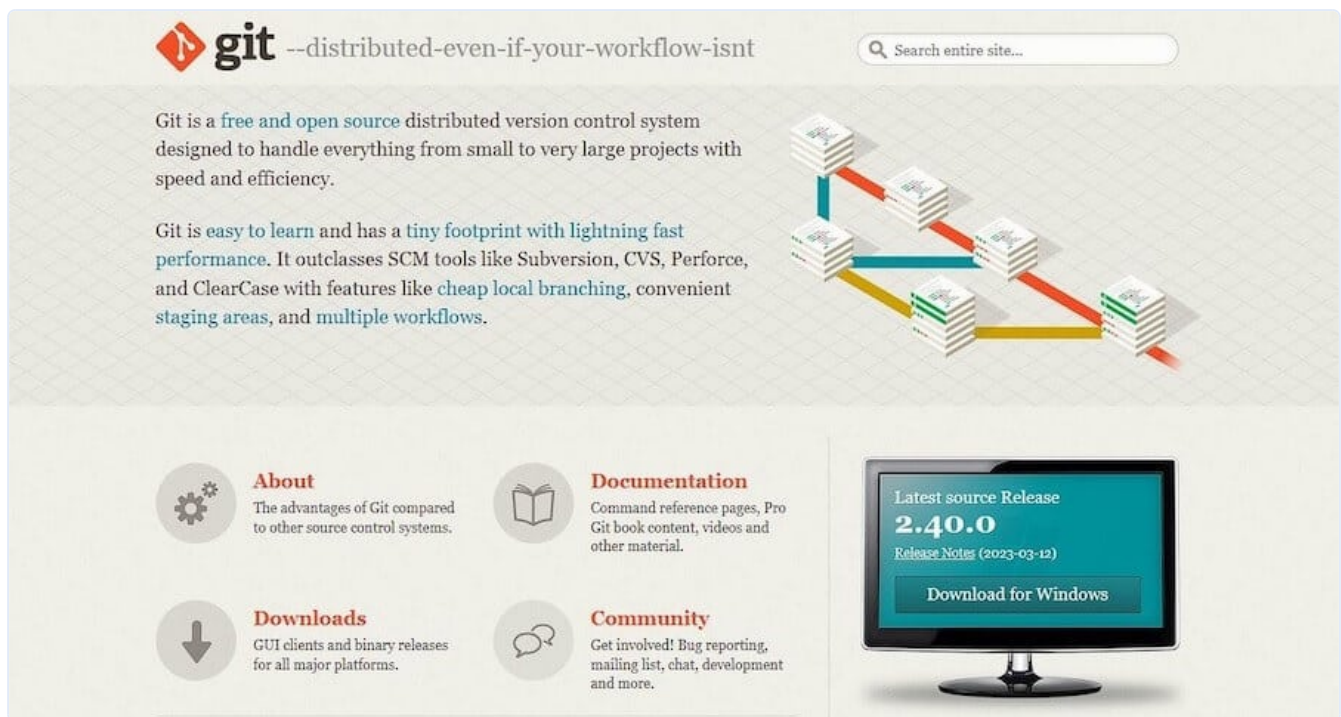 git --distributed-even-if-your-workflow-isnt
Search entire site...
Git is a free and open source distributed version control system
designed to handle everything from small to very large projects with
speed and efficiency.
Git is easy to learn and has a tiny footprint with lightning fast
performance. It outclasses SCM tools like Subversion, CVS, Perforce,
and ClearCase with features like cheap local branching, convenient
staging areas, and multiple workflows.
About
The advantages of Git compared
to other source control systems.
Documentation
Command reference pages, Pro
Git book content, videos and
other material.
Downloads
GUI clients and binary releases
for all major platforms.
Community
Get involved! Bug reporting,
mailing list, chat, development
and more.
Latest source Release
2.40.0
Release Notes (2023-03-12)
Download for Windows